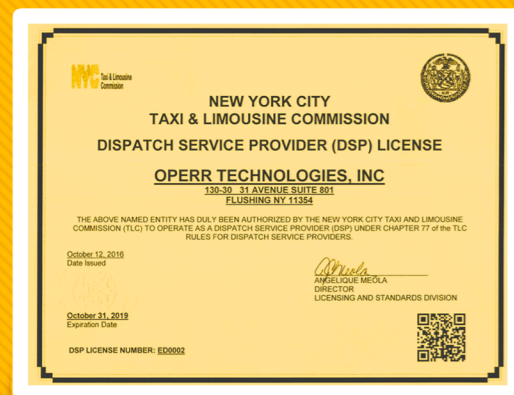 NYC Tai & Limousine
Commission
NEW YORK CITY
TAXI & LIMOUSINE COMMISSION
DISPATCH SERVICE PROVIDER (DSP) LICENSE
OPERR TECHNOLOGIES, INC
130-30 31 AVENUE SUITE 801
FLUSHING NY 11354
THE ABOVE NAMED ENTITY HAS DULY BEEN AUTHORIZED BY THE NEW YORK CITY TAXI AND LIMOUSINE
COMMISSION (TLC) TO OPERATE AS A DISPATCH SERVICE PROVIDER (DSP) UNDER CHAPTER 77 of the TLC
RULES FOR DISPATCH SERVICE PROVIDERS.
October 12, 2016
Date Issued
ANGELIQUE MEOLA
DIRECTOR
LICENSING AND STANDARDS DIVISION
October 31, 2019
Expiration Date
DSP LICENSE NUMBER: ED0002